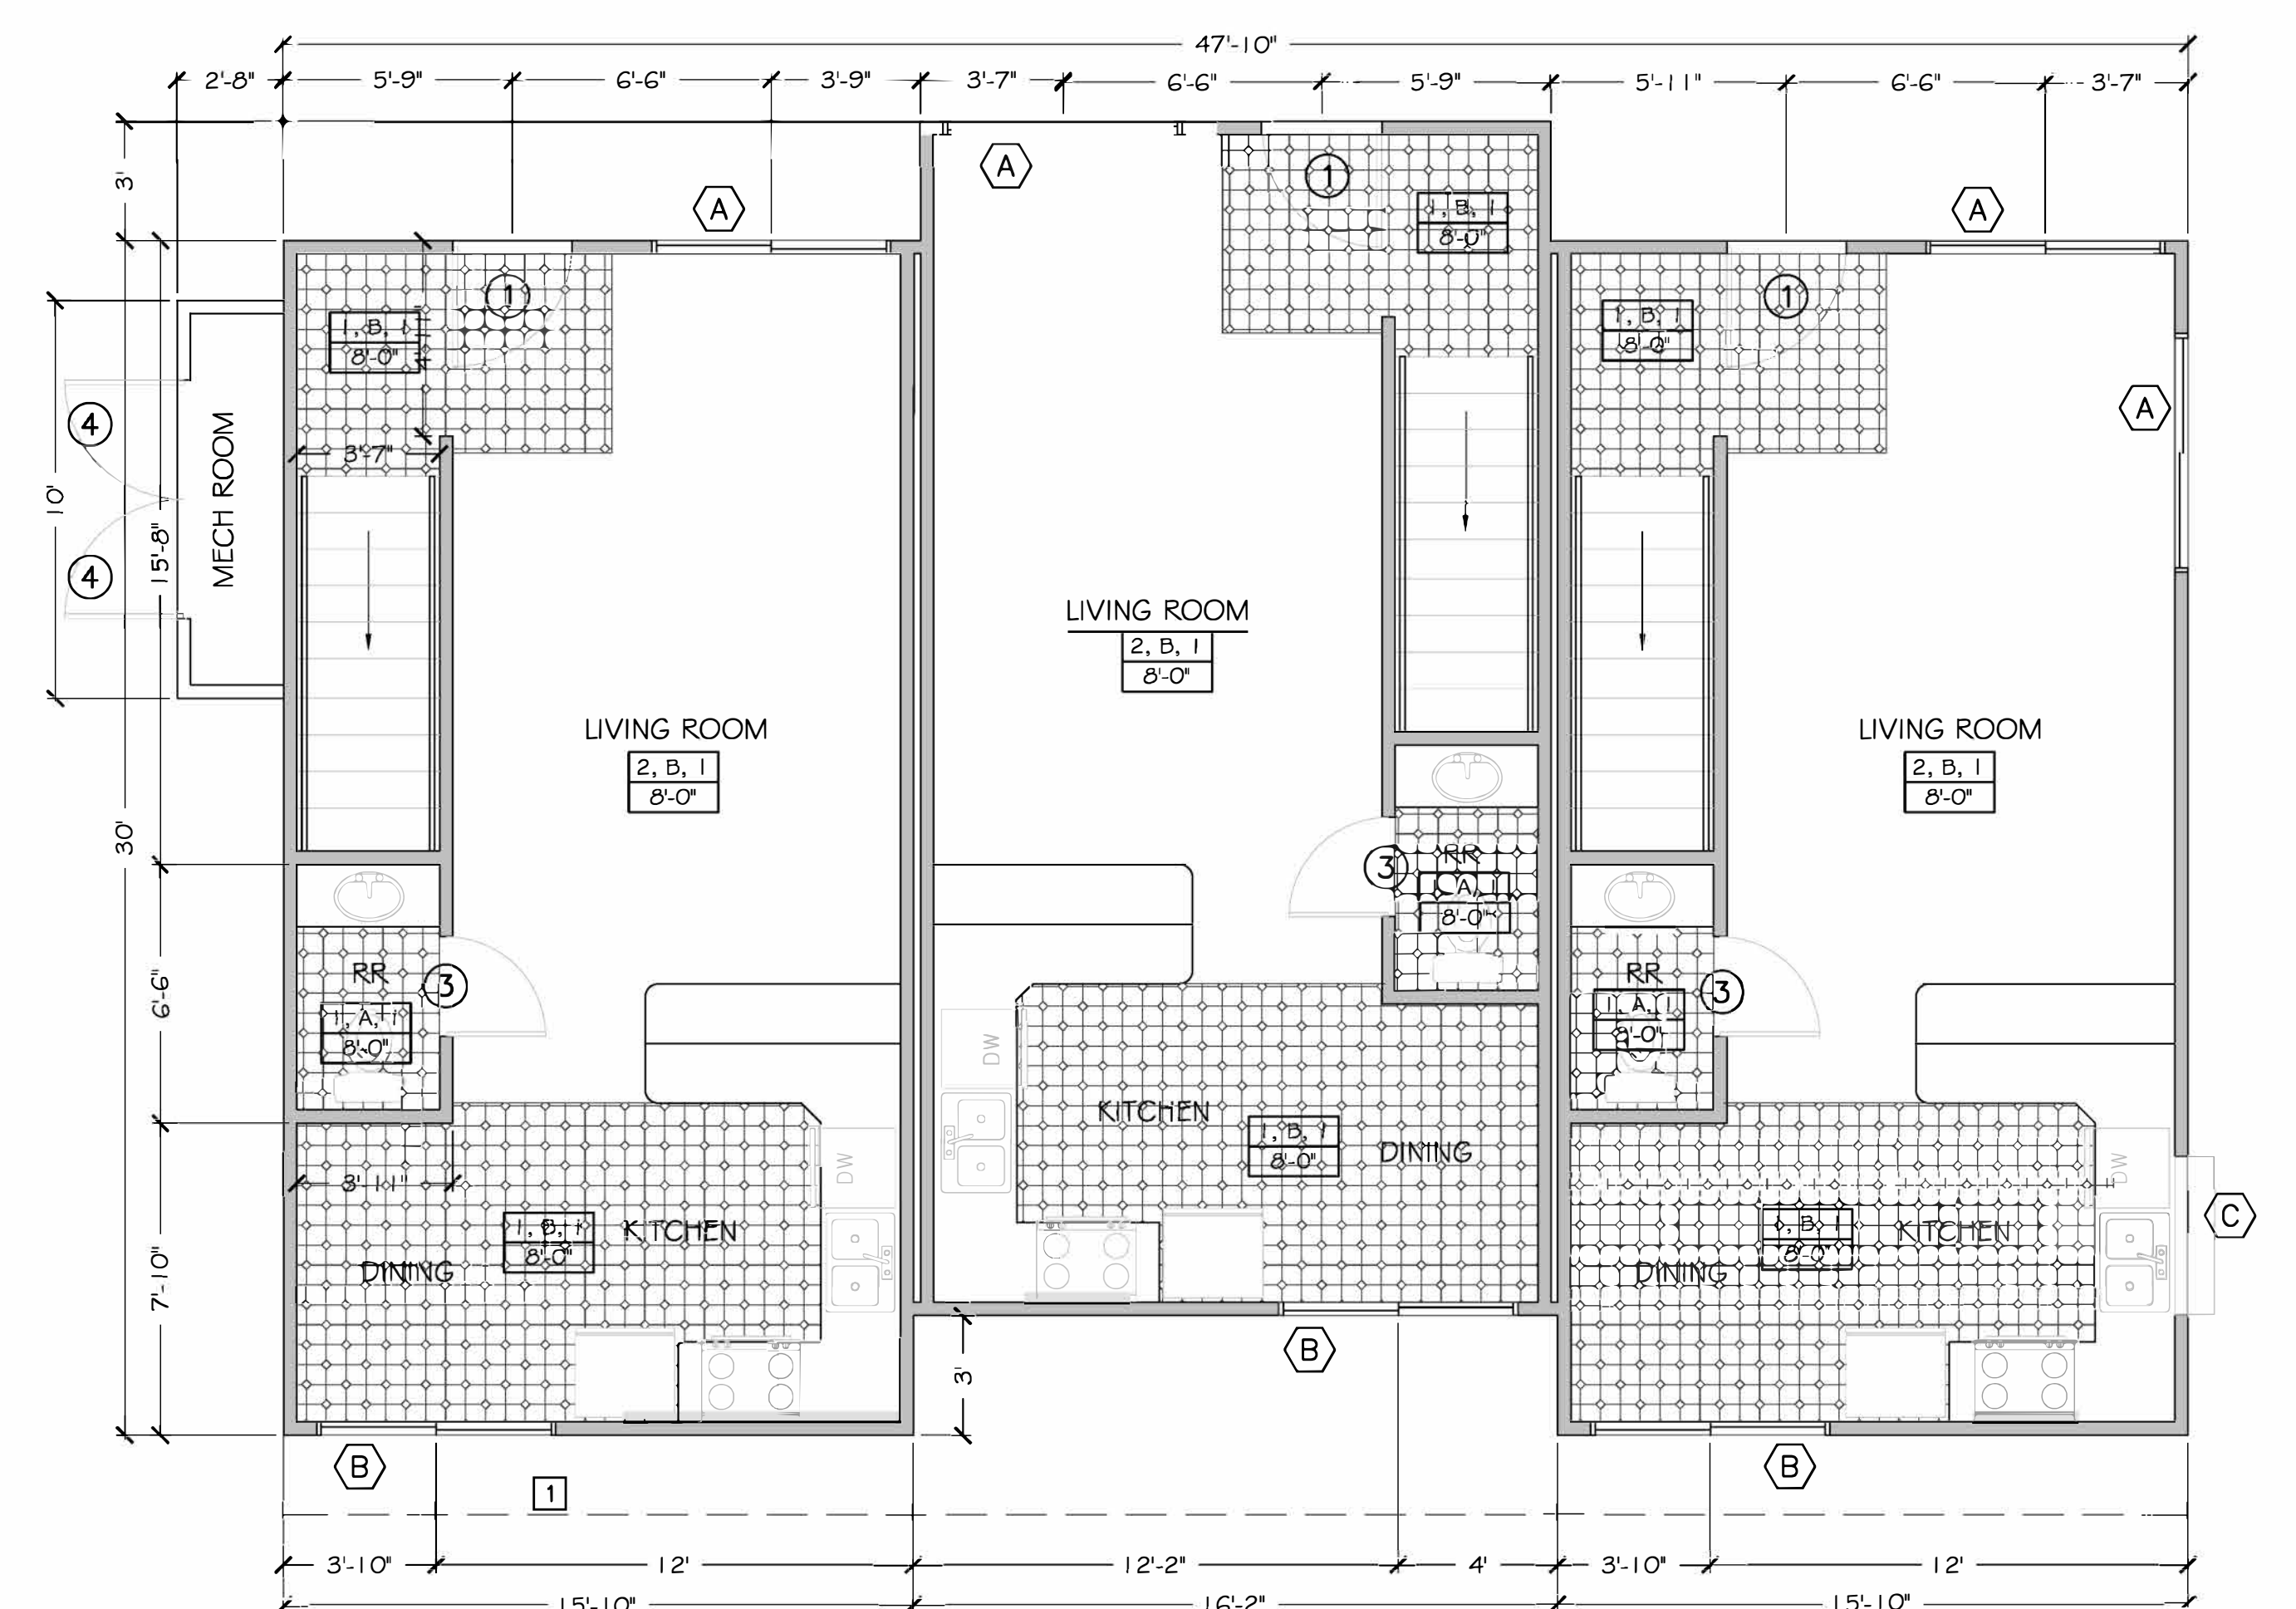 47'-10"
2'-8" 5'-9" 6'-6" 3'-9" 3'-7" 6'-6" 5'-9" 5'-11" 6'-6" 3'-7"
3'
A
1
A
A
1, B, 1
8'-0"
1
1
1, B, 1
8'-0"
1, B, 1
8'-0"
4
A
3'-7"
MECH ROOM
10'
15'-8"
4
LIVING ROOM
2, B, 1
8'-0"
LIVING ROOM
2, B, 1
8'-0"
LIVING ROOM
2, B, 1
8'-0"
30'
3
RR
1, A, 1
8'-0"
6'-6"
RR
3
1, A, 1
8'-0"
RR
3
1, A, 1
8'-0"
DW
KITCHEN
1, B, 1
8'-0"
DINING
3'-11"
DW
DW
1, B, 1
8'-0"
KITCHEN
DINING
1, B, 1
8'-0"
KITCHEN
DINING
C
7'-10"
B
3'
B
1
B
3'-10" 12' 12'-2" 4' 3'-10" 12'
15'-10" 16'-2" 15'-10"